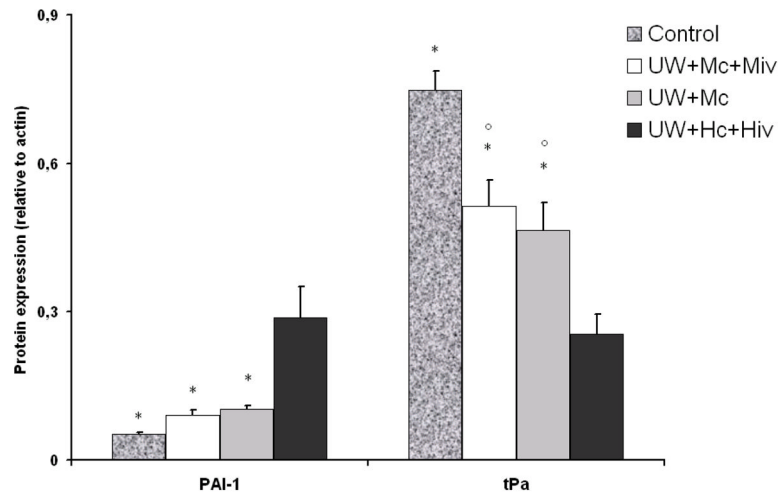 Protein expression (relative to actin)
0,9
0,6
0,3
0
*
*
*
*
°
*
°
*
PAI-1
tPa
Control
UW+Mc+Miv
UW+Mc
UW+Hc+Hiv